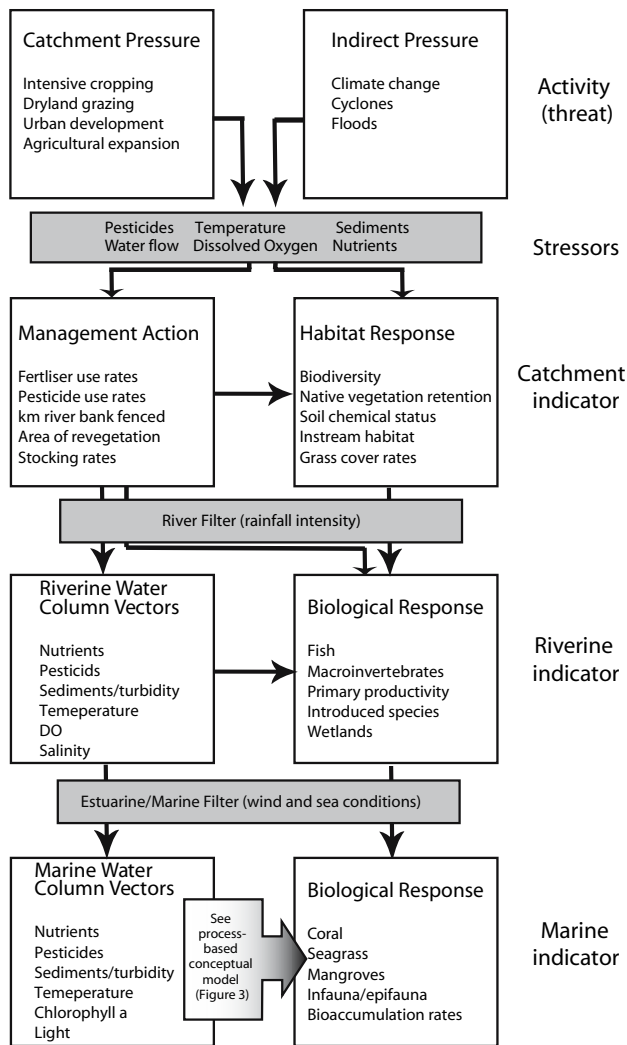 Catchment Pressure
Intensive cropping
Dryland grazing
Urban development
Agricultural expansion
Indirect Pressure
Climate change
Cyclones
Floods
Activity
(threat)
Pesticides Temperature Sediments
Water flow Dissolved Oxygen Nutrients
Stressors
Management Action
Fertliser use rates
Pesticide use rates
km river bank fenced
Area of revegetation
Stocking rates
Habitat Response
Biodiversity
Native vegetation retention
Soil chemical status
Instream habitat
Grass cover rates
Catchment
indicator
River Filter (rainfall intensity)
Riverine Water
Column Vectors
Nutrients
Pesticids
Sediments/turbidity
Temeperature
DO
Salinity
Biological Response
Fish
Macroinvertebrates
Primary productivity
Introduced species
Wetlands
Riverine
indicator
Estuarine/Marine Filter (wind and sea conditions)
Marine Water
Column Vectors
Nutrients
Pesticides
Sediments/turbidity
Temeperature
Chlorophyll a
Light
See
process-
based
conceptual
model
(Figure 3)
Biological Response
Coral
Seagrass
Mangroves
Infauna/epifauna
Bioaccumulation rates
Marine
indicator